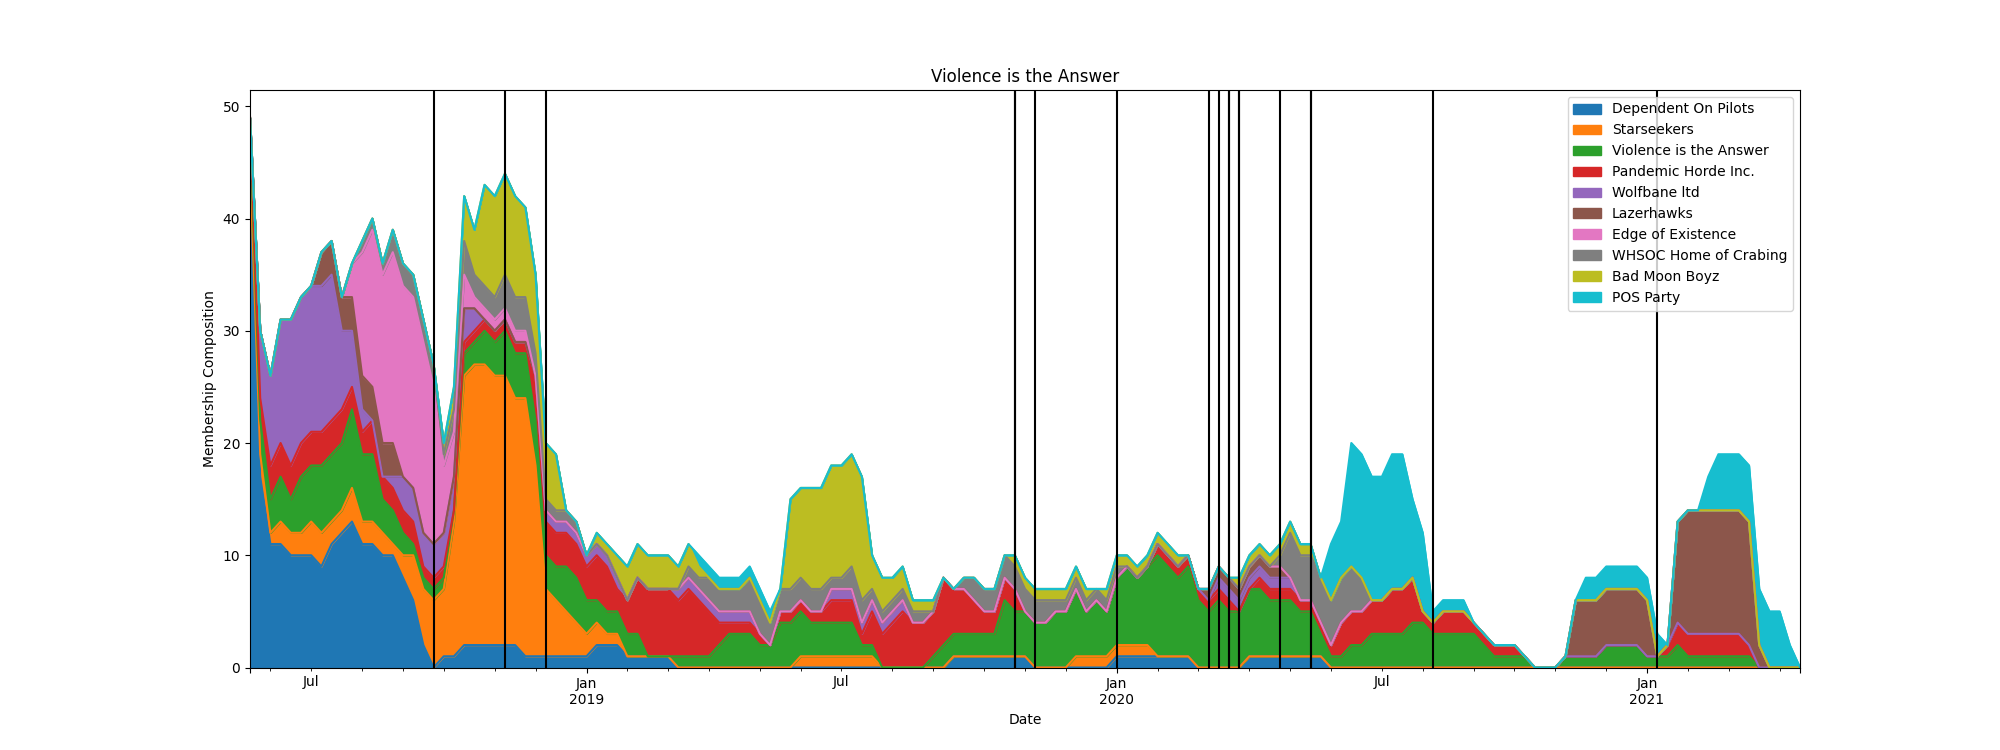 Violence is the Answer
Membership Composition
50
40
30
20
10
0
Dependent On Pilots
Starseekers
Violence is the Answer
Pandemic Horde Inc.
Wolfbane ltd
Lazerhawks
Edge of Existence
WHSOC Home of Crabing
Bad Moon Boyz
POS Party
Jul
Jan
2019
Jul
Jan
2020
Jul
Jan
2021
Date